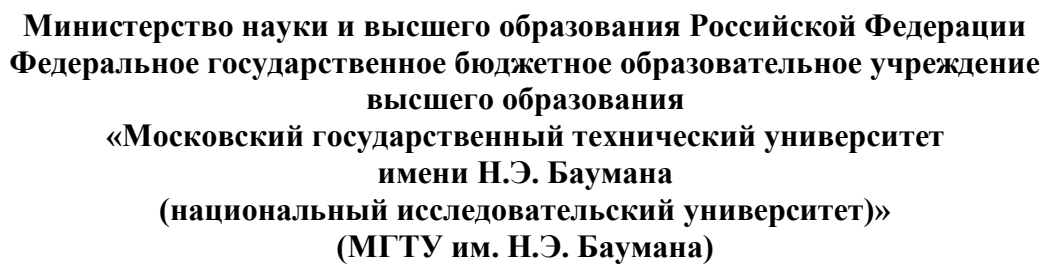 Министерство науки и высшего образования Российской Федерации
Федеральное государственное бюджетное образовательное учреждение
высшего образования
«Московский государственный технический университет
имени Н.Э. Баумана
(национальный исследовательский университет)»
(МГТУ им. Н.Э. Баумана)